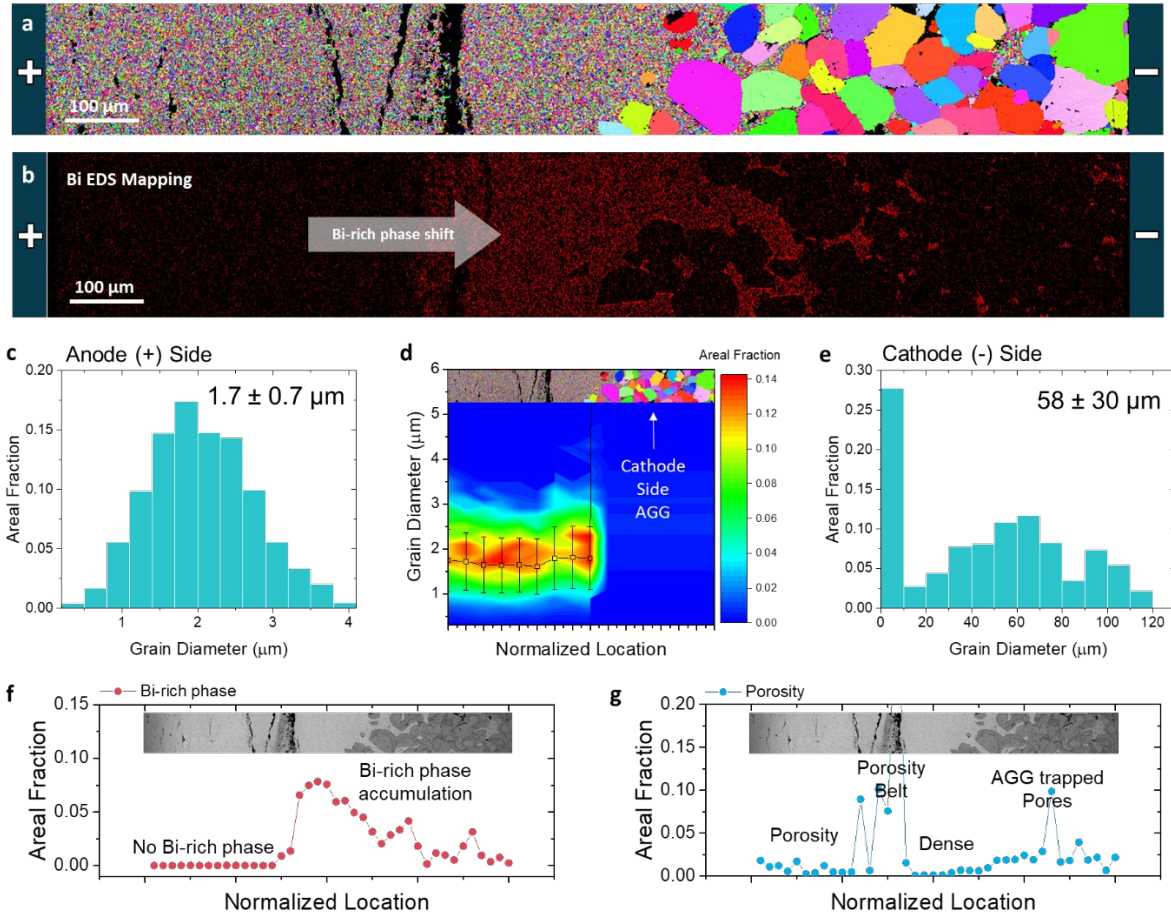 a
+
−
100 µm
b
Bi EDS Mapping
+
Bi-rich phase shift
−
100 µm
c
Anode (+) Side
0.20
0.15
0.10
0.05
0.00
Areal Fraction
1.7 ± 0.7 µm
1
2
3
4
Grain Diameter (µm)
d
Areal Fraction
6
5
4
3
2
1
Grain Diameter (µm)
Cathode
Side
AGG
0.14
0.12
0.10
0.08
0.06
0.04
0.02
0.00
Normalized Location
e
Cathode (-) Side
0.30
0.25
0.20
0.15
0.10
0.05
0.00
Areal Fraction
58 ± 30 µm
0
20
40
60
80
100
120
Grain Diameter (µm)
f
Bi-rich phase
0.15
0.10
0.05
0.00
Areal Fraction
Bi-rich phase
accumulation
No Bi-rich phase
Normalized Location
g
Porosity
0.20
0.15
0.10
0.05
0.00
Areal Fraction
Porosity
Belt
AGG trapped
Pores
Porosity
Dense
Normalized Location